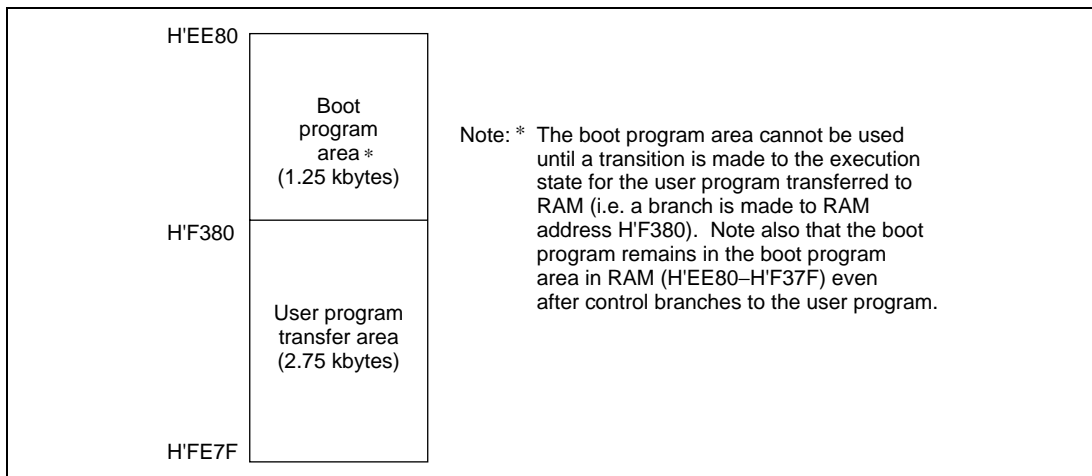 H'EE80
Boot
program
area *
(1.25 kbytes)
H'F380
User program
transfer area
(2.75 kbytes)
H'FE7F
Note: * The boot program area cannot be used
until a transition is made to the execution
state for the user program transferred to
RAM (i.e. a branch is made to RAM
address H'F380). Note also that the boot
program remains in the boot program
area in RAM (H'EE80–H'F37F) even
after control branches to the user program.